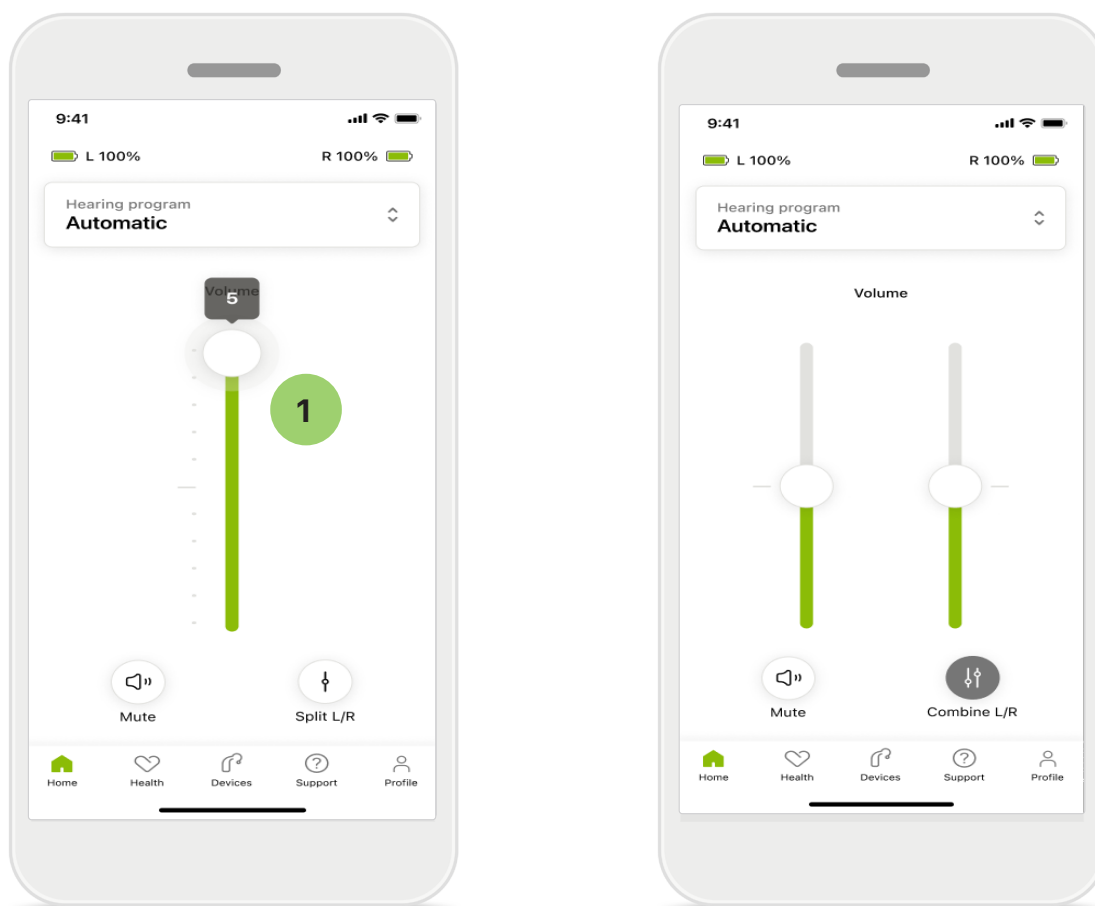 9:41
L 100% R 100%
Hearing program
Automatic
Volume
5
1
Mute Split L/R
Home Health Devices Support Profile
9:41
L 100% R 100%
Hearing program
Automatic
Volume
Mute Combine L/R
Home Health Devices Support Profile